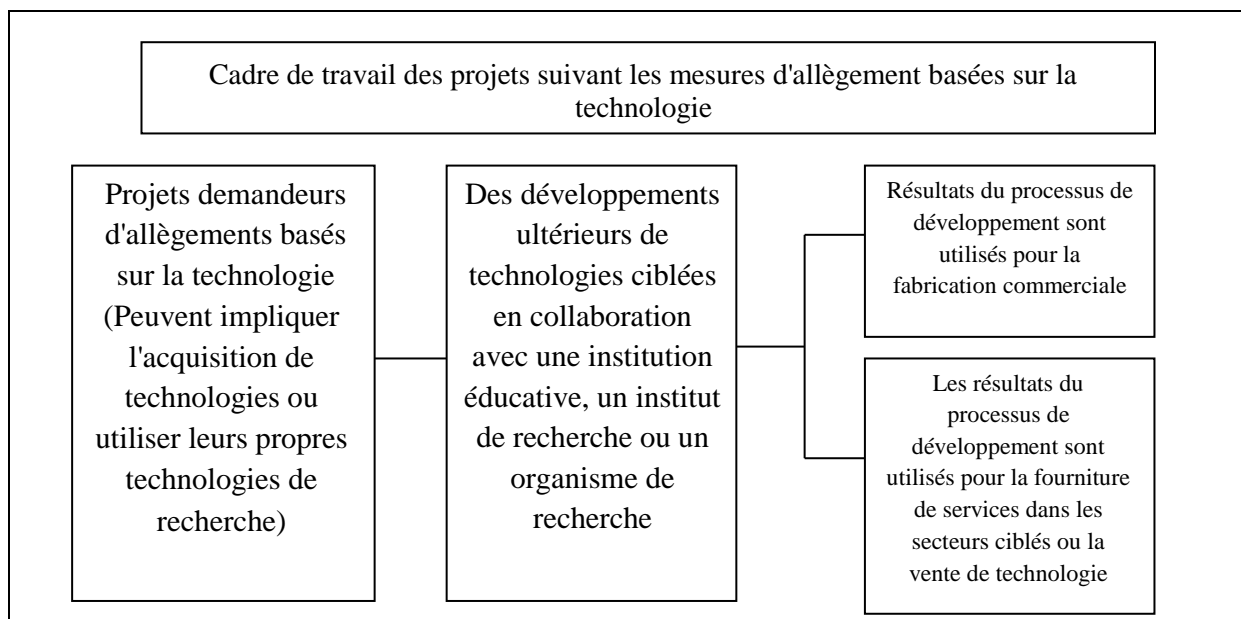 Cadre de travail des projets suivant les mesures d'allègement basées sur la
technologie
Projets demandeurs
d'allègements basés
sur la technologie
(Peuvent impliquer
l'acquisition de
technologies ou
utiliser leurs propres
technologies de
recherche)
Des développements
ultérieurs de
technologies ciblées
en collaboration
avec une institution
éducative, un institut
de recherche ou un
organisme de
recherche
Résultats du processus de
développement sont
utilisés pour la
fabrication commerciale
Les résultats du
processus de
développement sont
utilisés pour la fourniture
de services dans les
secteurs ciblés ou la
vente de technologie